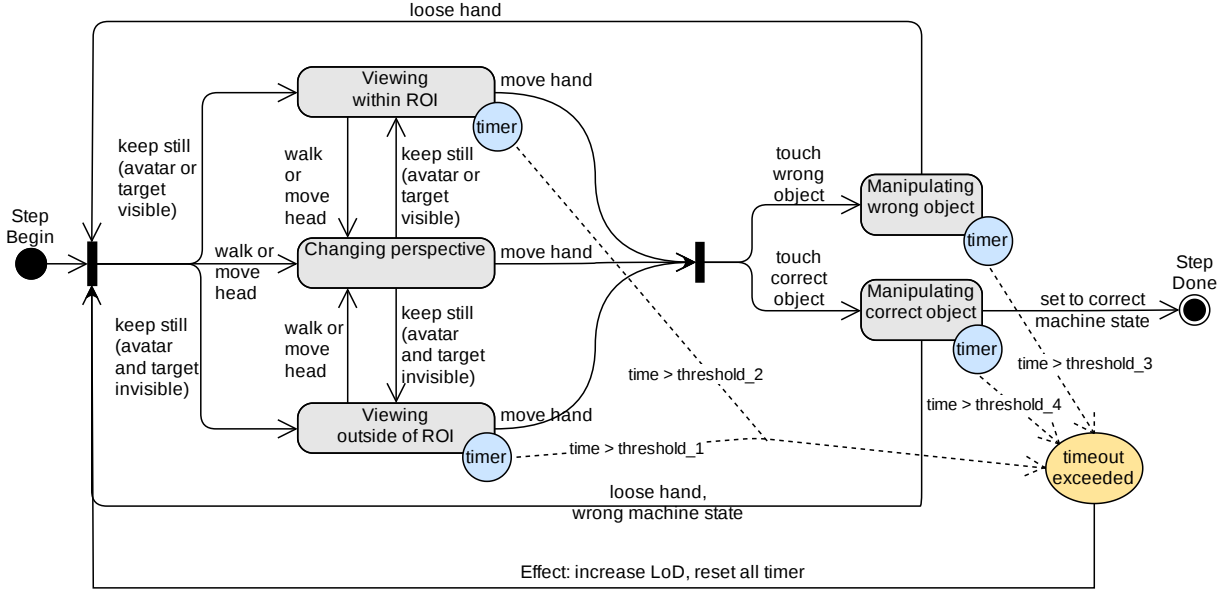 loose hand
Viewing
within ROI
move hand
timer
keep still
(avatar or
target
visible)
walk
or
move
head
keep still
(avatar or
target
visible)
touch
wrong
object
Manipulating
wrong object
timer
Step
Begin
walk or
move
head
Changing perspective
move hand
touch
correct
object
Manipulating
correct object
timer
set to correct
machine state
Step
Done
keep still
(avatar
and target
invisible)
walk or
move
head
keep still
(avatar
and target
invisible)
time > threshold_2
time > threshold_3
time > threshold_4
Viewing
outside of ROI
move hand
timer
time > threshold_1
timeout
exceeded
loose hand,
wrong machine state
Effect: increase LoD, reset all timer